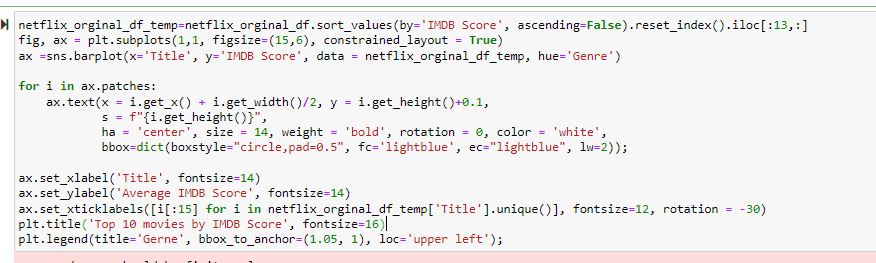 netflix_orginal_df_temp=netflix_orginal_df.sort_values(by='IMDB Score', ascending=False).reset_index().iloc[:13,:]
fig, ax = plt.subplots(1,1, figsize=(15,6), constrained_layout = True)
ax =sns.barplot(x='Title', y='IMDB Score', data = netflix_orginal_df_temp, hue='Genre')
for i in ax.patches:
    ax.text(x = i.get_x() + i.get_width()/2, y = i.get_height()+0.1,
            s = f"{i.get_height()}",
            ha = 'center', size = 14, weight = 'bold', rotation = 0, color = 'white',
            bbox=dict(boxstyle="circle,pad=0.5", fc='lightblue', ec="lightblue", lw=2));
ax.set_xlabel('Title', fontsize=14)
ax.set_ylabel('Average IMDB Score', fontsize=14)
ax.set_xticklabels([i[:15] for i in netflix_orginal_df_temp['Title'].unique()], fontsize=12, rotation = -30)
plt.title('Top 10 movies by IMDB Score', fontsize=16)
plt.legend(title='Gerne', bbox_to_anchor=(1.05, 1), loc='upper left');